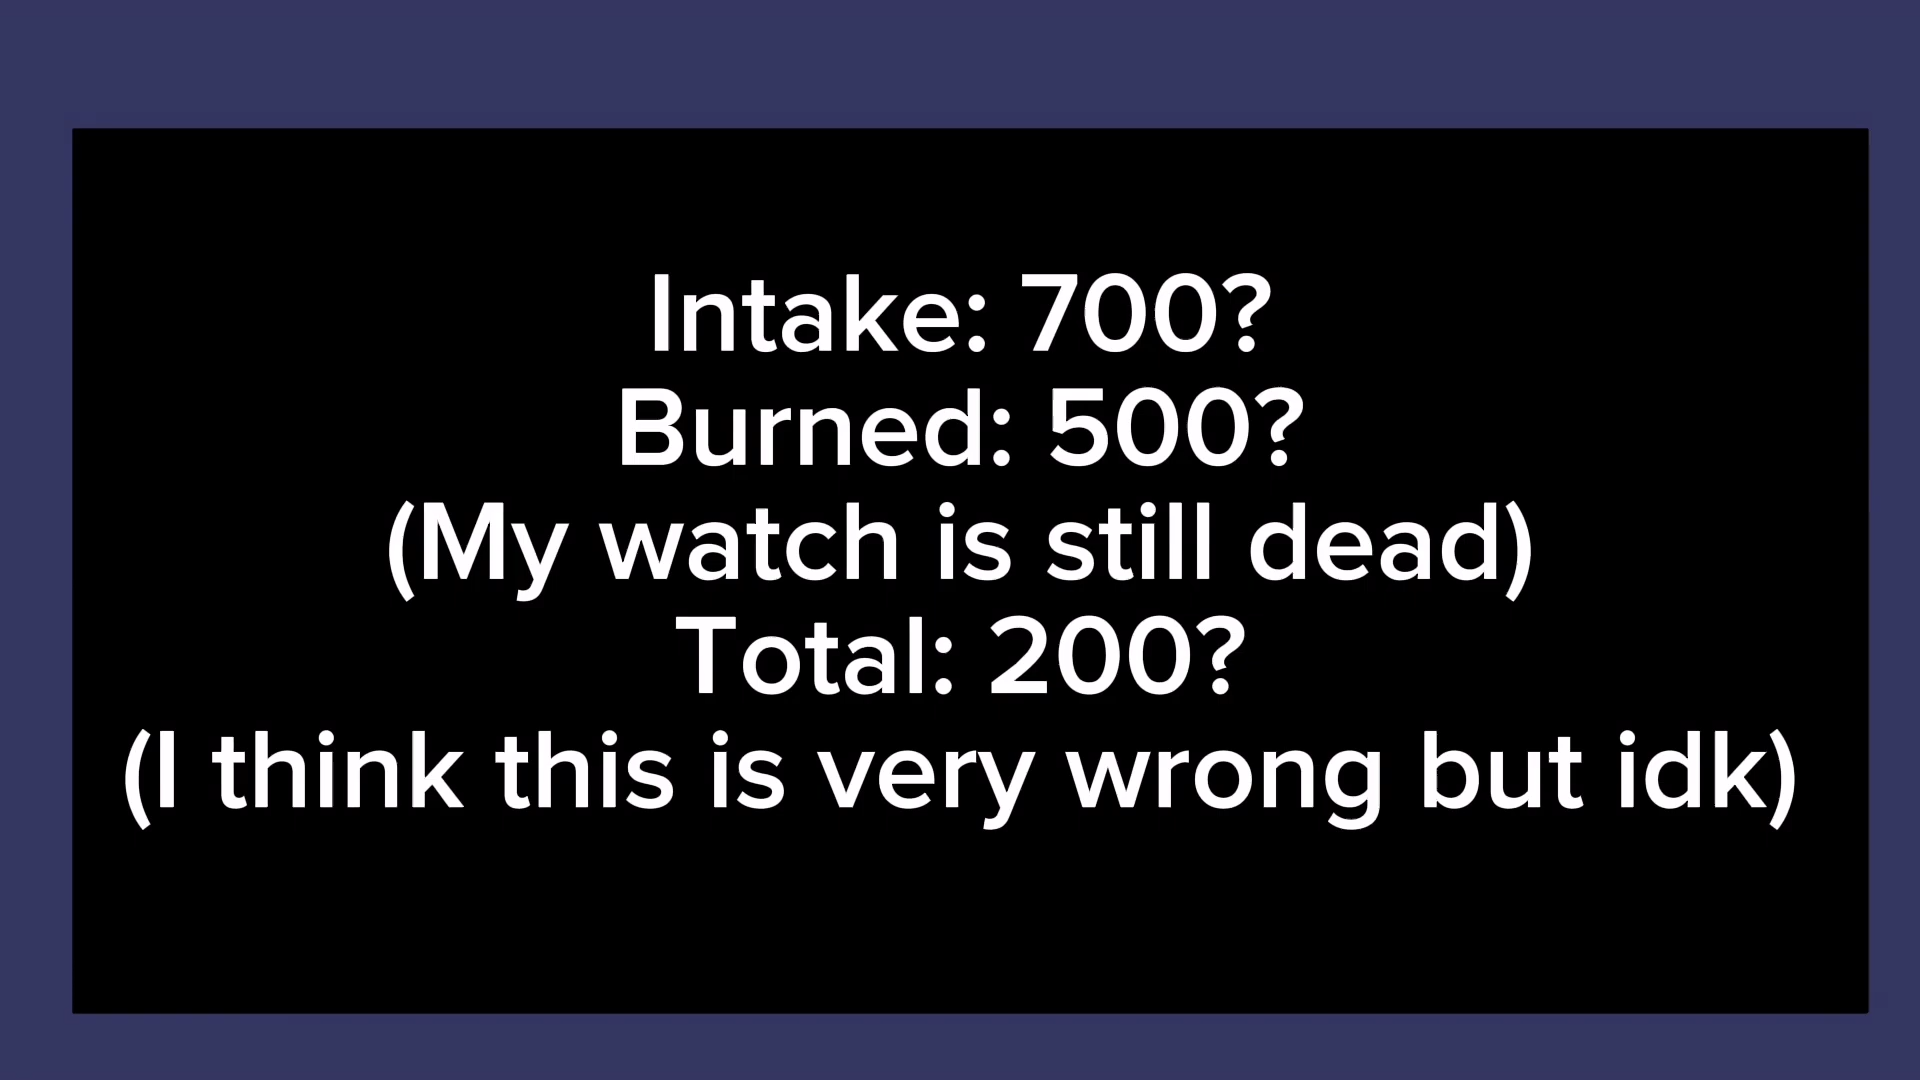 Intake: 700?
Burned: 500?
(My watch is still dead)
Total: 200?
(I think this is very wrong but idk)